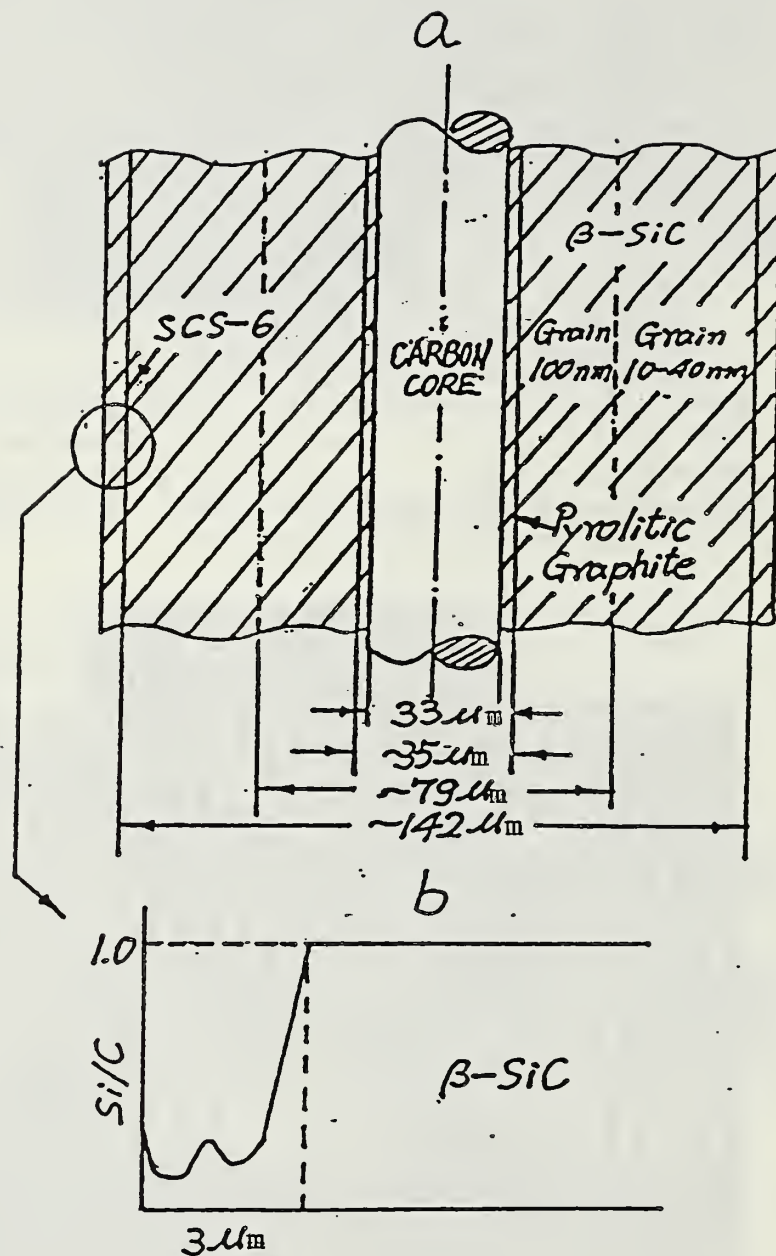 a
β-SiC
SCS-6
CARBON
CORE
Grain
100nm
Grain
10-40nm
Pyrolitic
Graphite
33μm
~35μm
~79μm
~142μm
b
1.0
Si/C
β-SiC
3μm